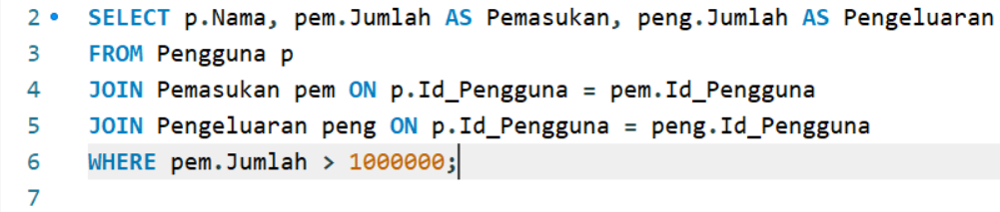 2 SELECT p.Nama, pem.Jumlah AS Pemasukan, peng.Jumlah AS Pengeluaran
3 FROM Pengguna p
4 JOIN Pemasukan pem ON p.Id_Pengguna = pem.Id_Pengguna
5 JOIN Pengeluaran peng ON p.Id_Pengguna = peng.Id_Pengguna
6 WHERE pem.Jumlah > 1000000;
7